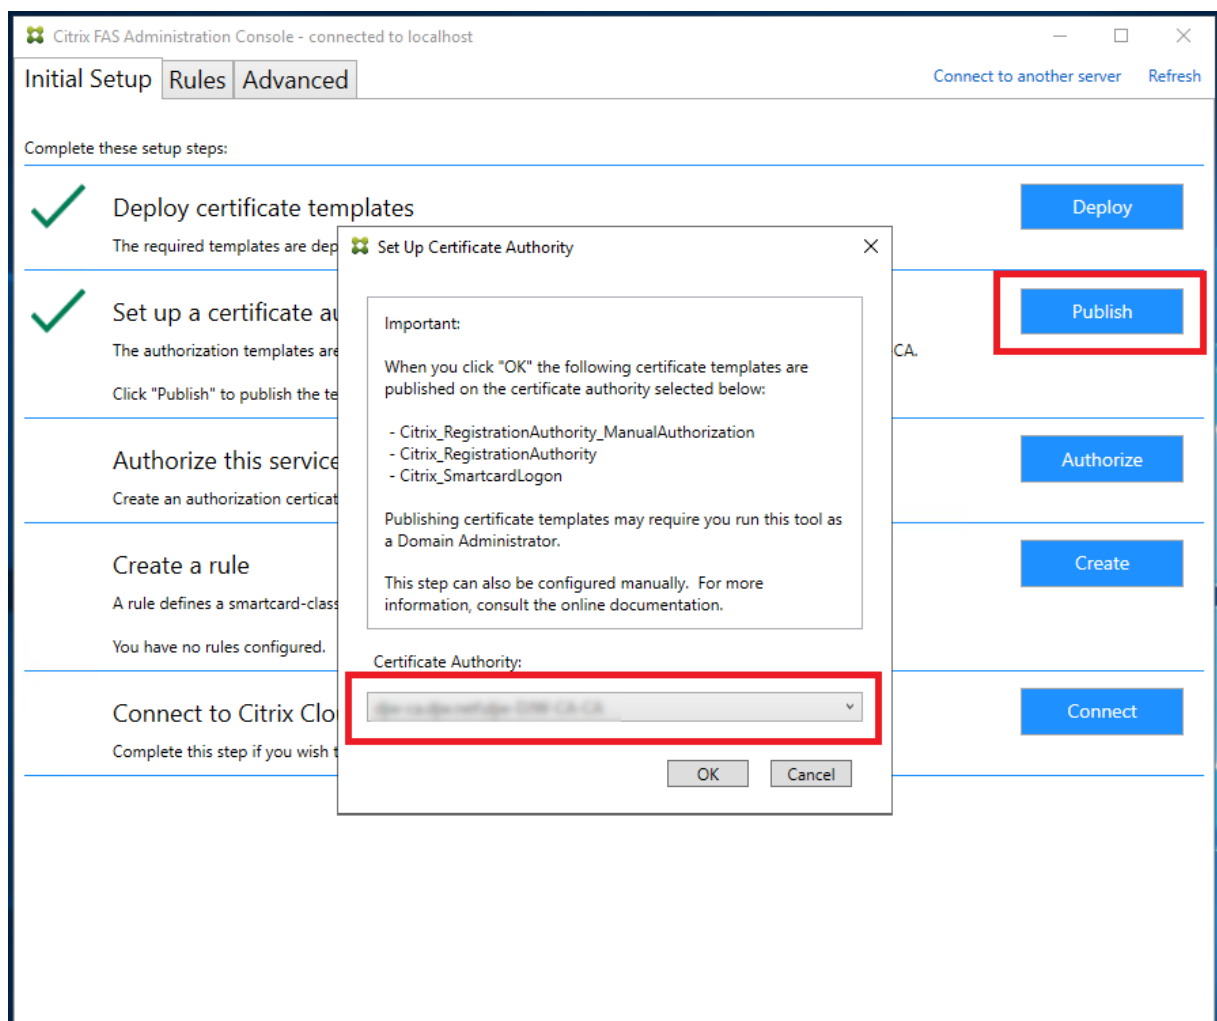 Citrix FAS Administration Console - connected to localhost
Initial Setup Rules Advanced
Connect to another server Refresh
Complete these setup steps:
Deploy certificate templates
Deploy
The required templates are dep
Set Up Certificate Authority
Set up a certificate au
Publish
The authorization templates are
CA.
Click "Publish" to publish the te
Important:
When you click "OK" the following certificate templates are
published on the certificate authority selected below:
- Citrix_RegistrationAuthority_ManualAuthorization
- Citrix_RegistrationAuthority
- Citrix_SmartcardLogon
Publishing certificate templates may require you run this tool as
a Domain Administrator.
This step can also be configured manually. For more
information, consult the online documentation.
Certificate Authority:
OK Cancel
Authorize this service
Authorize
Create an authorization certicat
Create a rule
Create
A rule defines a smartcard-class
You have no rules configured.
Connect to Citrix Clo
Connect
Complete this step if you wish t